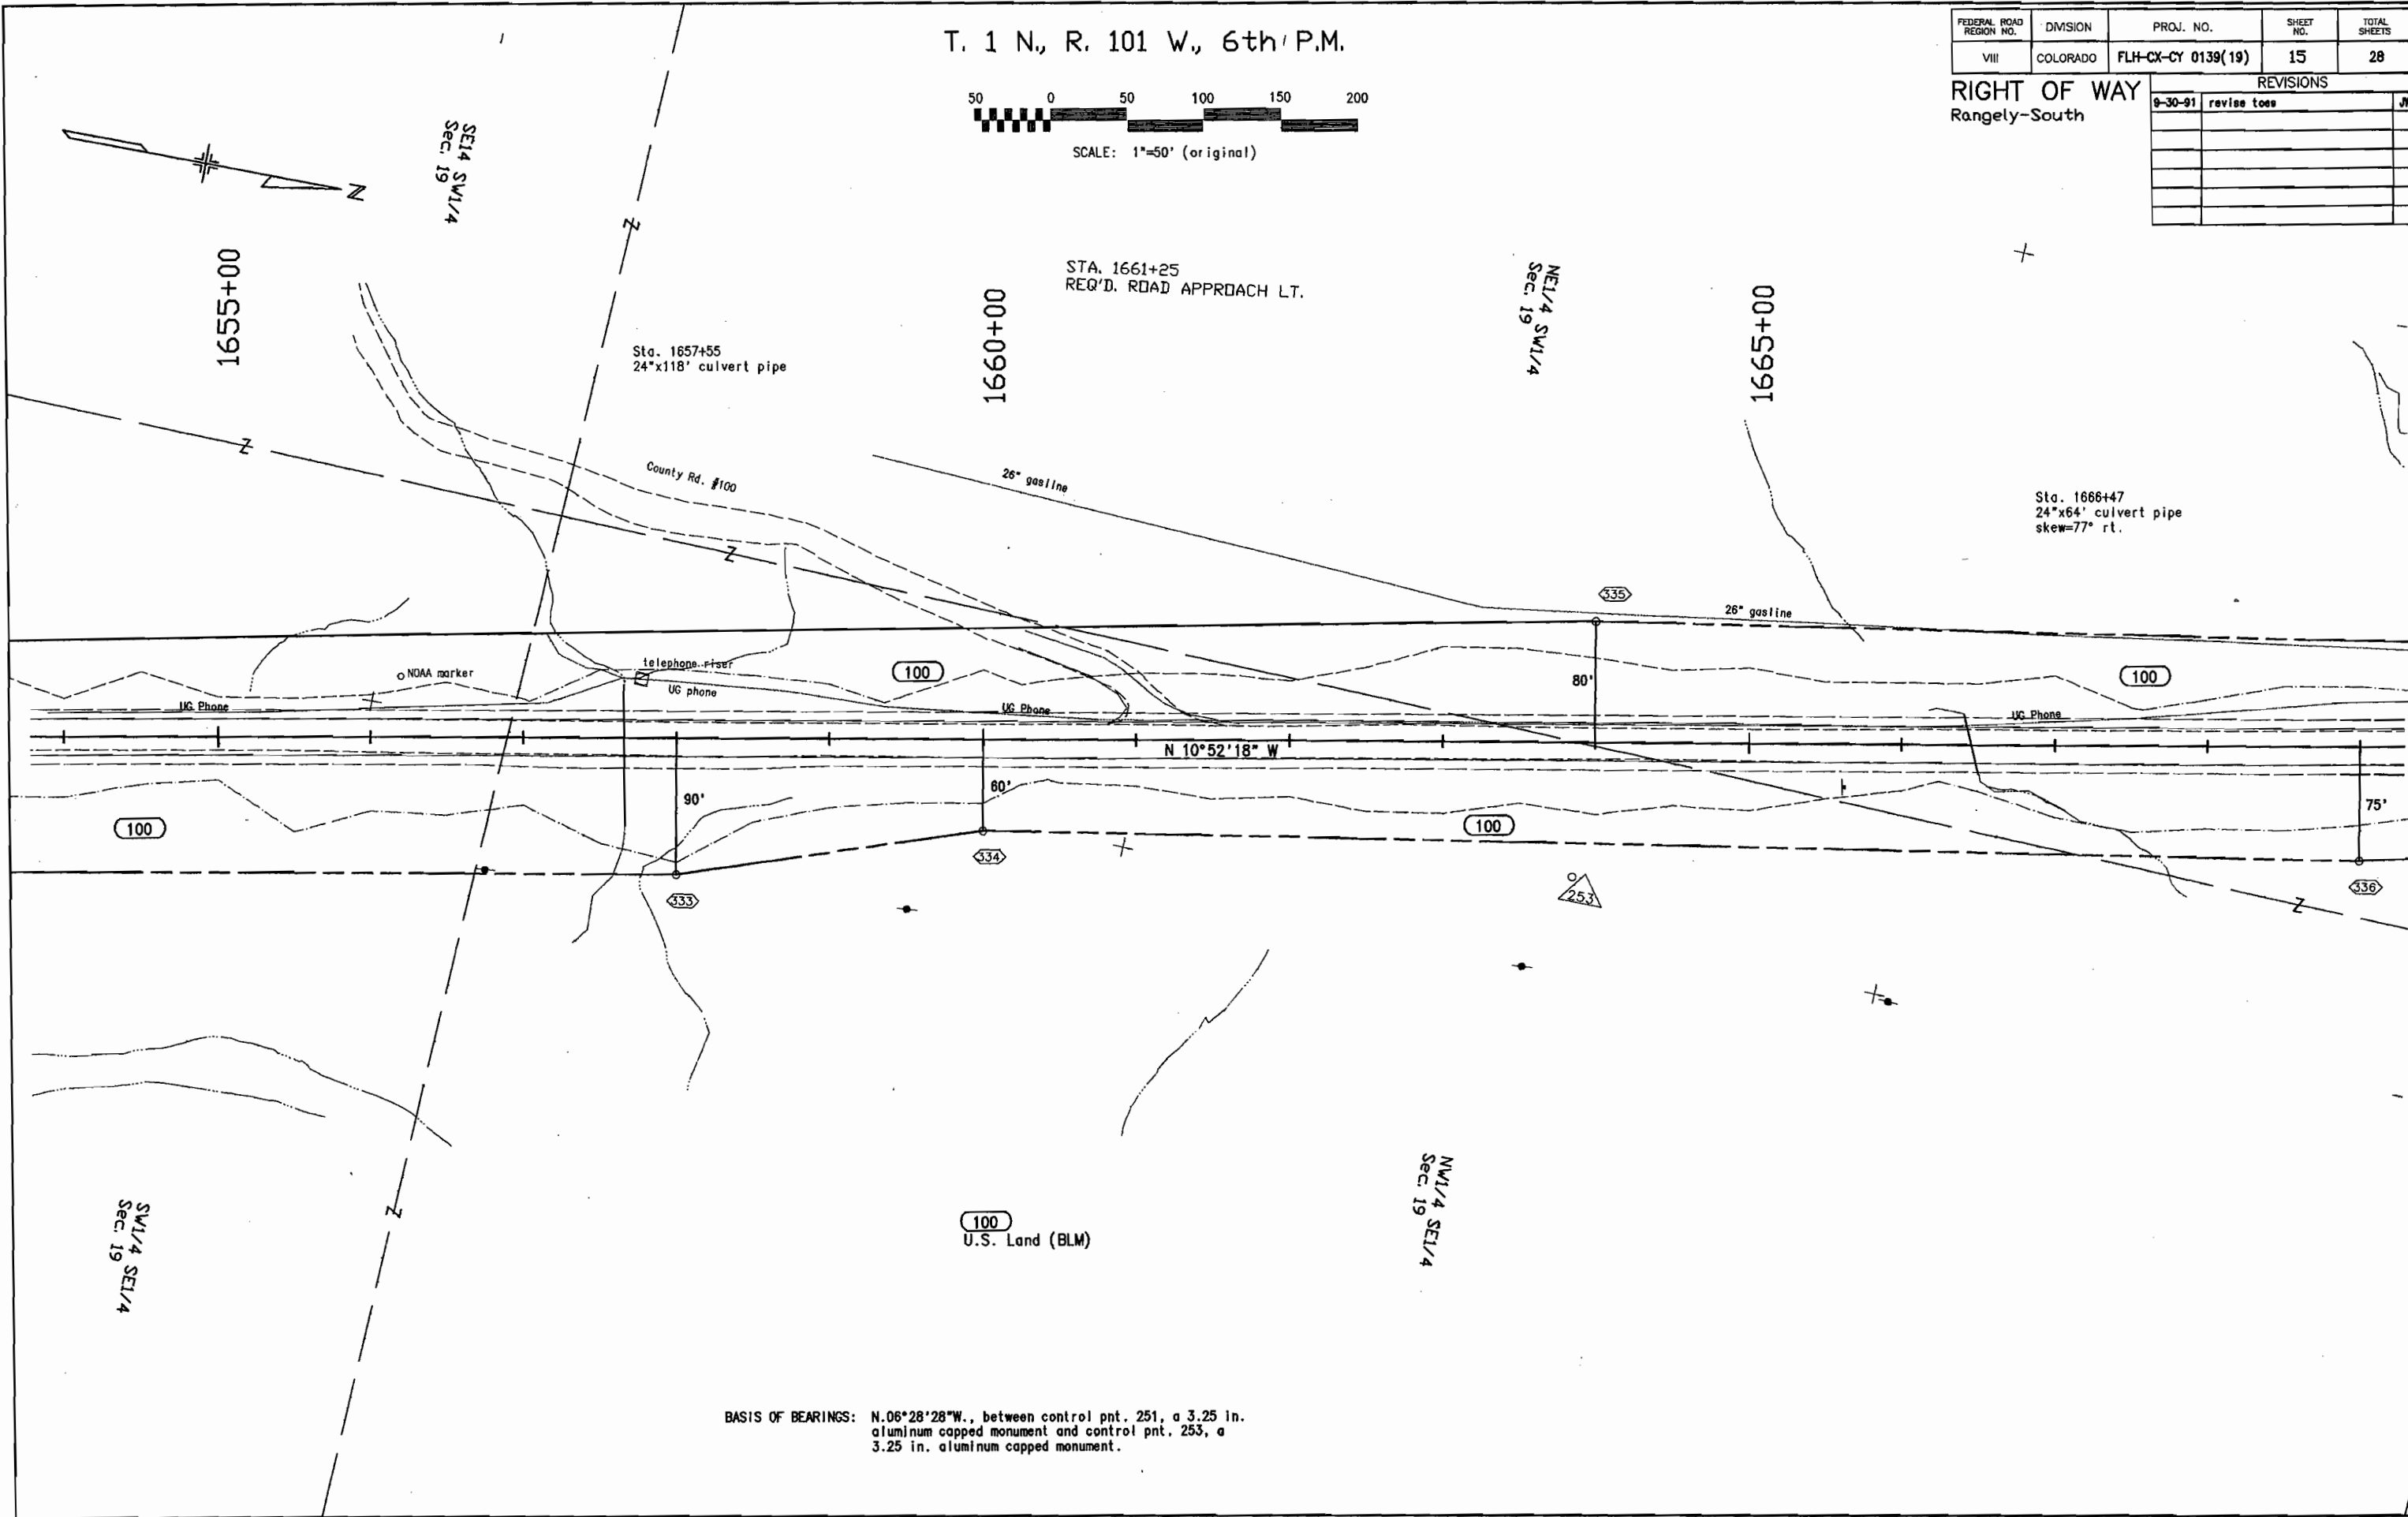 T. 1 N., R. 101 W., 6th P.M.
50 0 50 100 150 200
SCALE: 1"=50' (original)
FEDERAL ROAD REGION NO. DIVISION PROJ. NO. SHEET NO. TOTAL SHEETS
VIII COLORADO FLH-CX-CY 0139(19) 15 28
RIGHT OF WAY
Rangely-South
REVISIONS
9-30-91 revise toes
N
SE14 SW1/4
Sec. 19
Z
1655+00
STA. 1661+25
REQ'D. ROAD APPROACH LT.
1660+00
NE1/4 SW1/4
Sec. 19
1665+00
Sta. 1657+55
24"x118' culvert pipe
Z
County Rd. #100
26" gasline
Sta. 1666+47
24"x64' culvert pipe
skew=77° rt.
Z
335
26" gasline
NOAA marker
telephone riser
100
80'
100
UG phone
UG Phone
UG Phone
UG Phone
N 10°52'18" W
90'
60'
75'
100
100
333
334
253
336
Z
Z
SW1/4 SE1/4
Sec. 19
NW1/4 SE1/4
Sec. 19
100
U.S. Land (BLM)
BASIS OF BEARINGS: N.06°28'28"W., between control pnt. 251, a 3.25 in.
aluminum capped monument and control pnt. 253, a
3.25 in. aluminum capped monument.